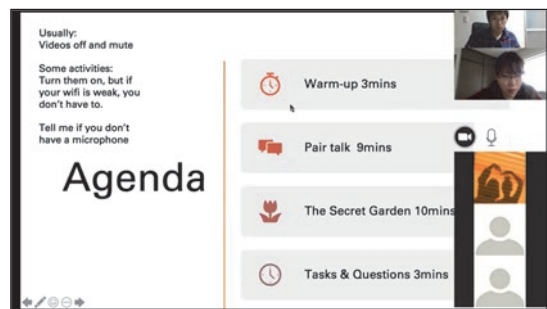 Usually:
Videos off and mute
Some activities:
Turn them on, but if
your wifi is weak, you
don't have to.
Tell me if you don't
have a microphone
Agenda
Warm-up 3mins
Pair talk 9mins
The Secret Garden 10mins
Tasks & Questions 3mins